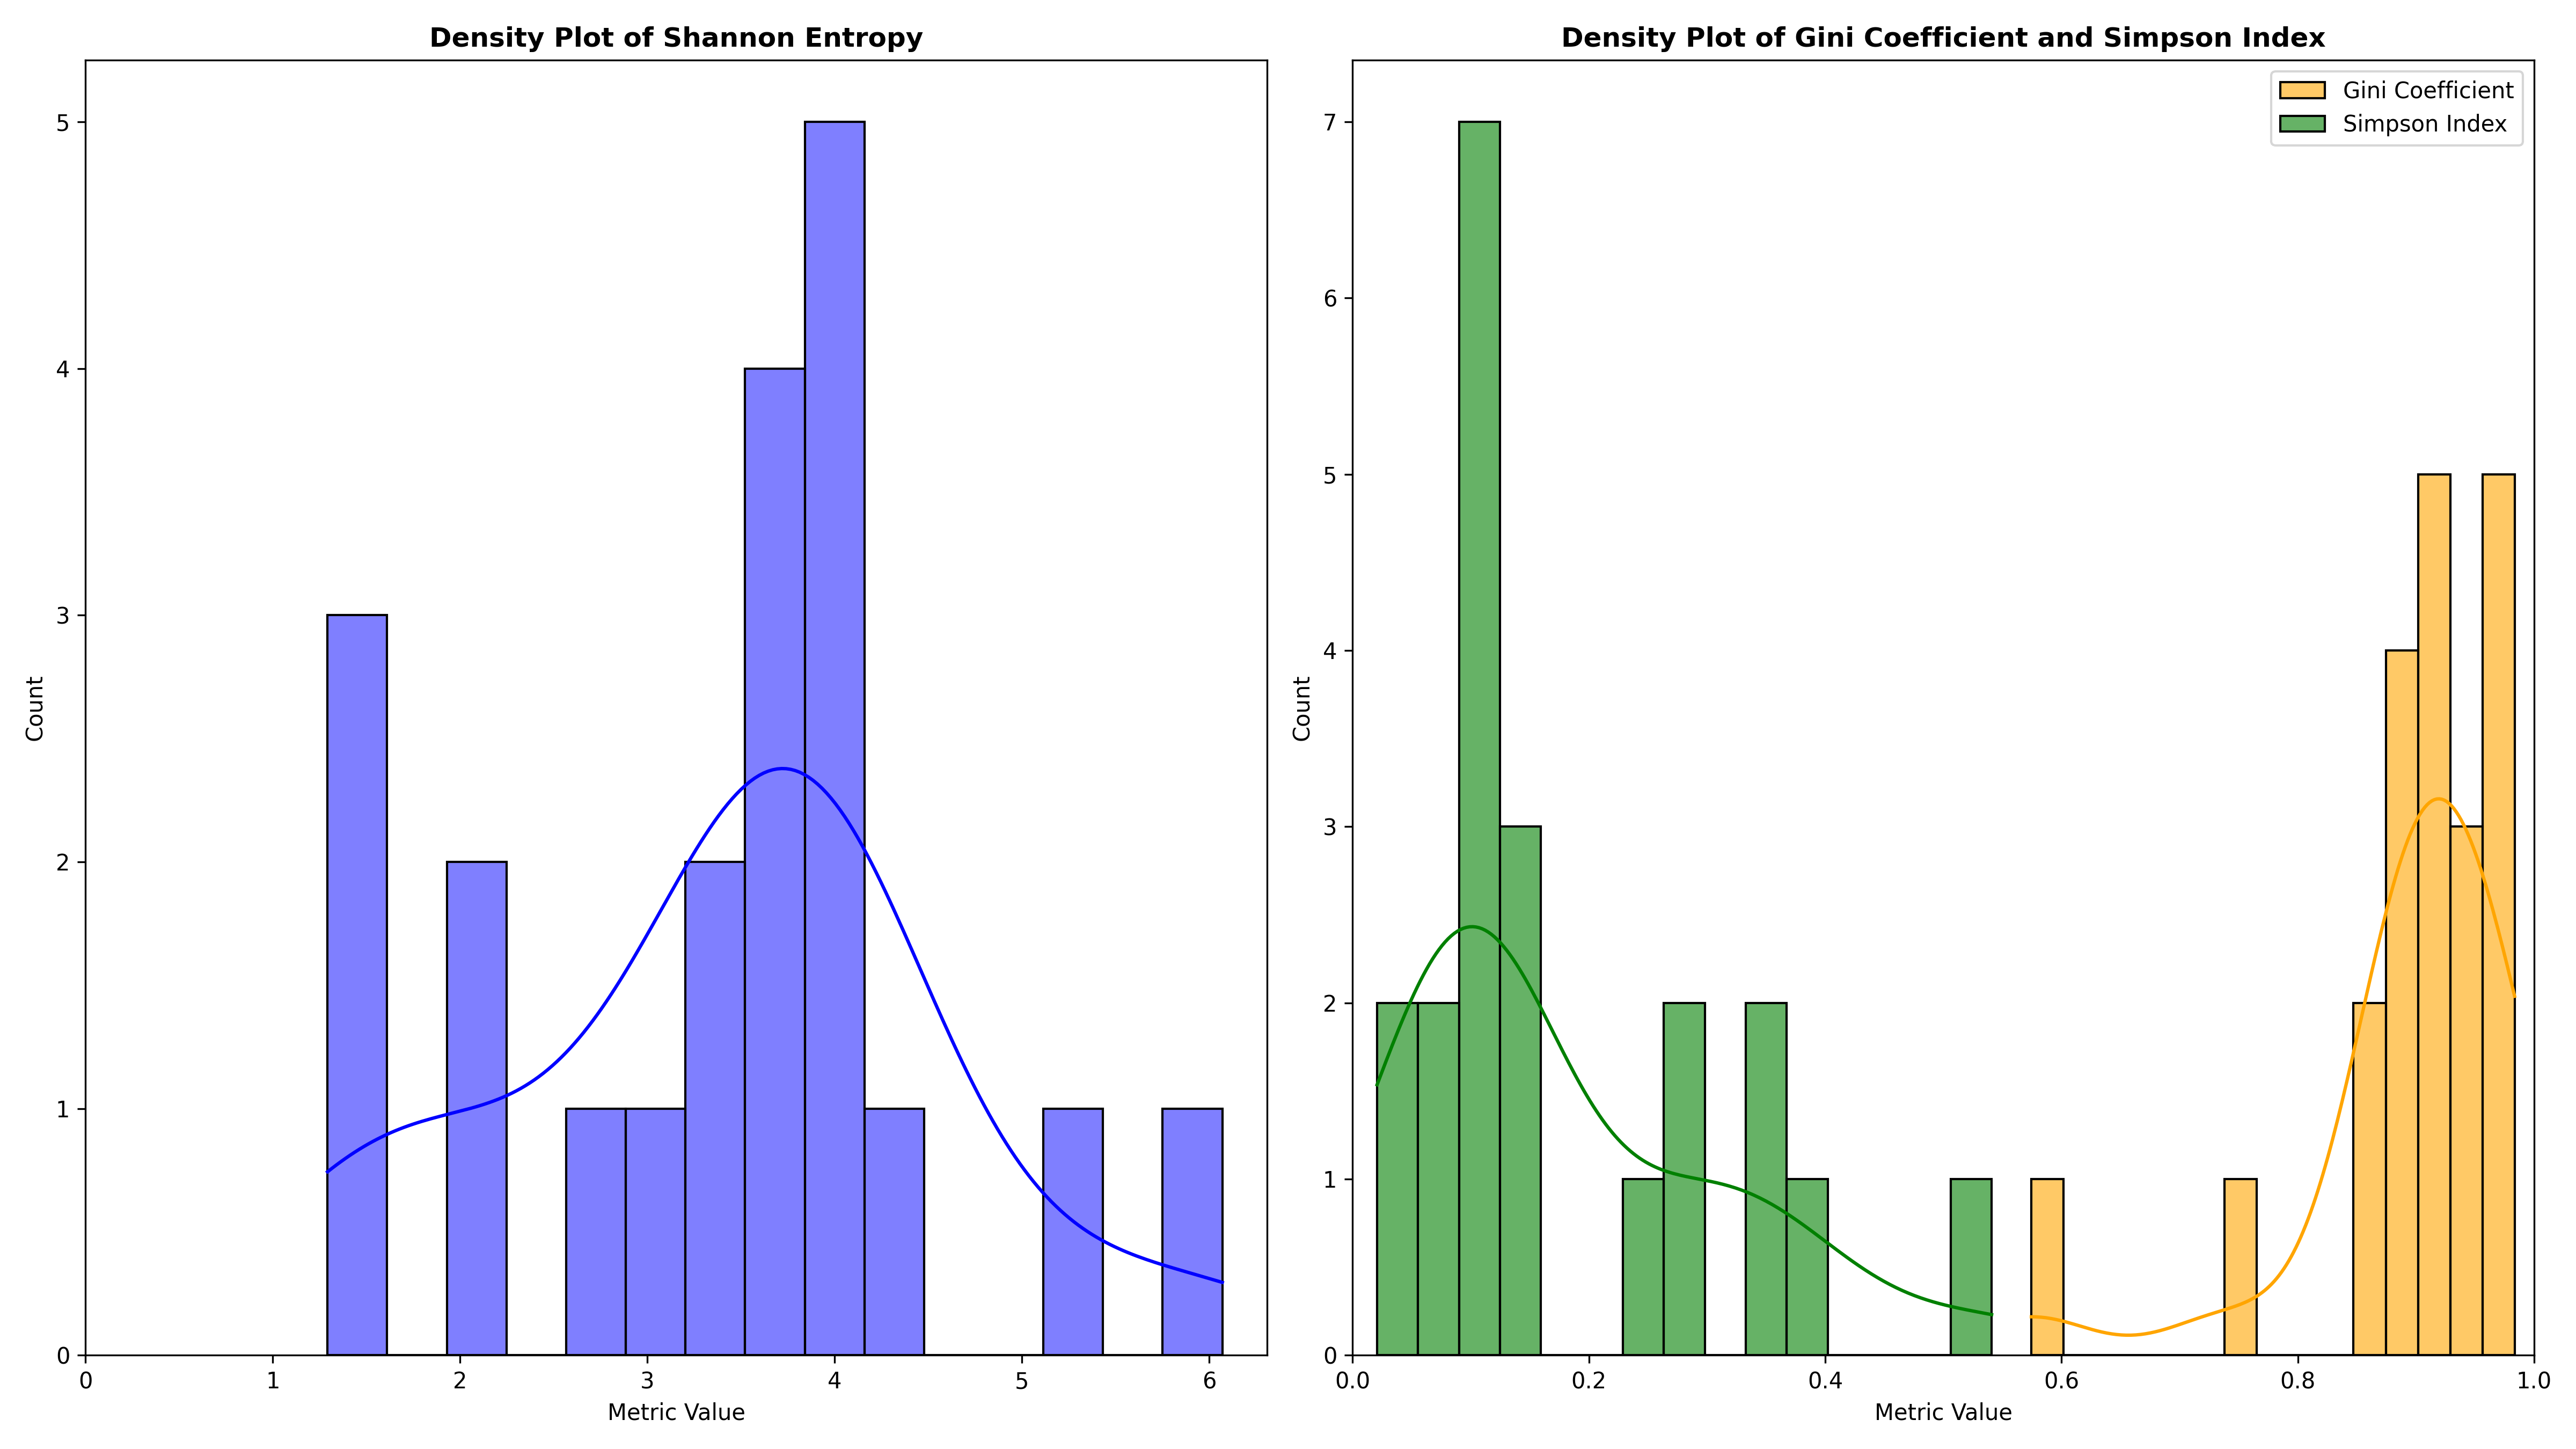 Density Plot of Shannon Entropy
5
4
3
2
1
0
Count
0 1 2 3 4 5 6
Metric Value
Density Plot of Gini Coefficient and Simpson Index
Gini Coefficient
Simpson Index
7
6
5
4
3
2
1
0
Count
0.0 0.2 0.4 0.6 0.8 1.0
Metric Value